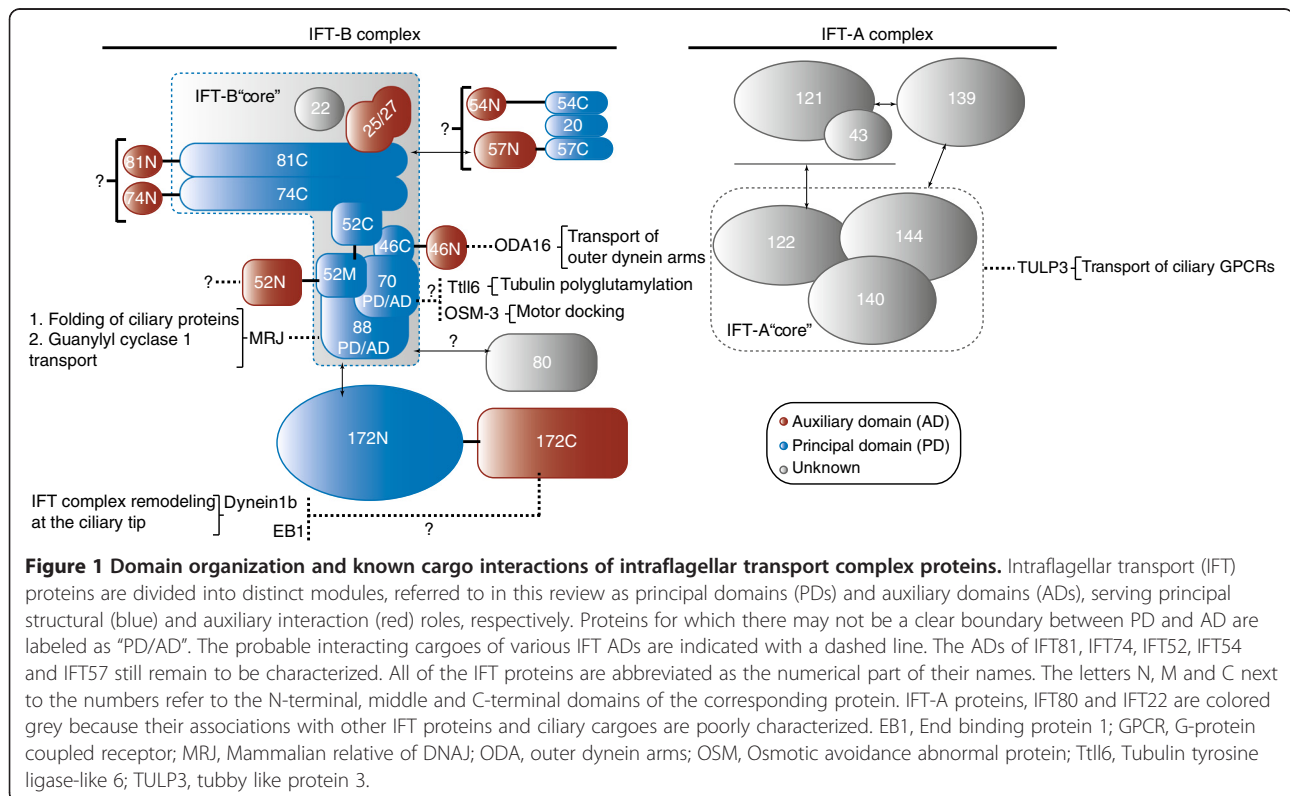 IFT-B complex
IFT-A complex
IFT-B"core"
22
25/27
?
54N
54C
20
57N
57C
81N
81C
?
74N
74C
52C
46C
46N
ODA16
Transport of
outer dynein arms
?
52N
52M
70
PD/AD
?
Ttll6
Tubulin polyglutamylation
OSM-3
Motor docking
1. Folding of ciliary proteins
2. Guanylyl cyclase 1
transport
MRJ
88
PD/AD
?
80
172N
172C
IFT complex remodeling
at the ciliary tip
Dynein1b
EB1
?
121
43
139
122
144
140
IFT-A"core"
TULP3
Transport of ciliary GPCRs
Auxiliary domain (AD)
Principal domain (PD)
Unknown
Figure 1 Domain organization and known cargo interactions of intraflagellar transport complex proteins. Intraflagellar transport (IFT)
proteins are divided into distinct modules, referred to in this review as principal domains (PDs) and auxiliary domains (ADs), serving principal
structural (blue) and auxiliary interaction (red) roles, respectively. Proteins for which there may not be a clear boundary between PD and AD are
labeled as "PD/AD". The probable interacting cargoes of various IFT ADs are indicated with a dashed line. The ADs of IFT81, IFT74, IFT52, IFT54
and IFT57 still remain to be characterized. All of the IFT proteins are abbreviated as the numerical part of their names. The letters N, M and C next
to the numbers refer to the N-terminal, middle and C-terminal domains of the corresponding protein. IFT-A proteins, IFT80 and IFT22 are colored
grey because their associations with other IFT proteins and ciliary cargoes are poorly characterized. EB1, End binding protein 1; GPCR, G-protein
coupled receptor; MRJ, Mammalian relative of DNAJ; ODA, outer dynein arms; OSM, Osmotic avoidance abnormal protein; Ttll6, Tubulin tyrosine
ligase-like 6; TULP3, tubby like protein 3.